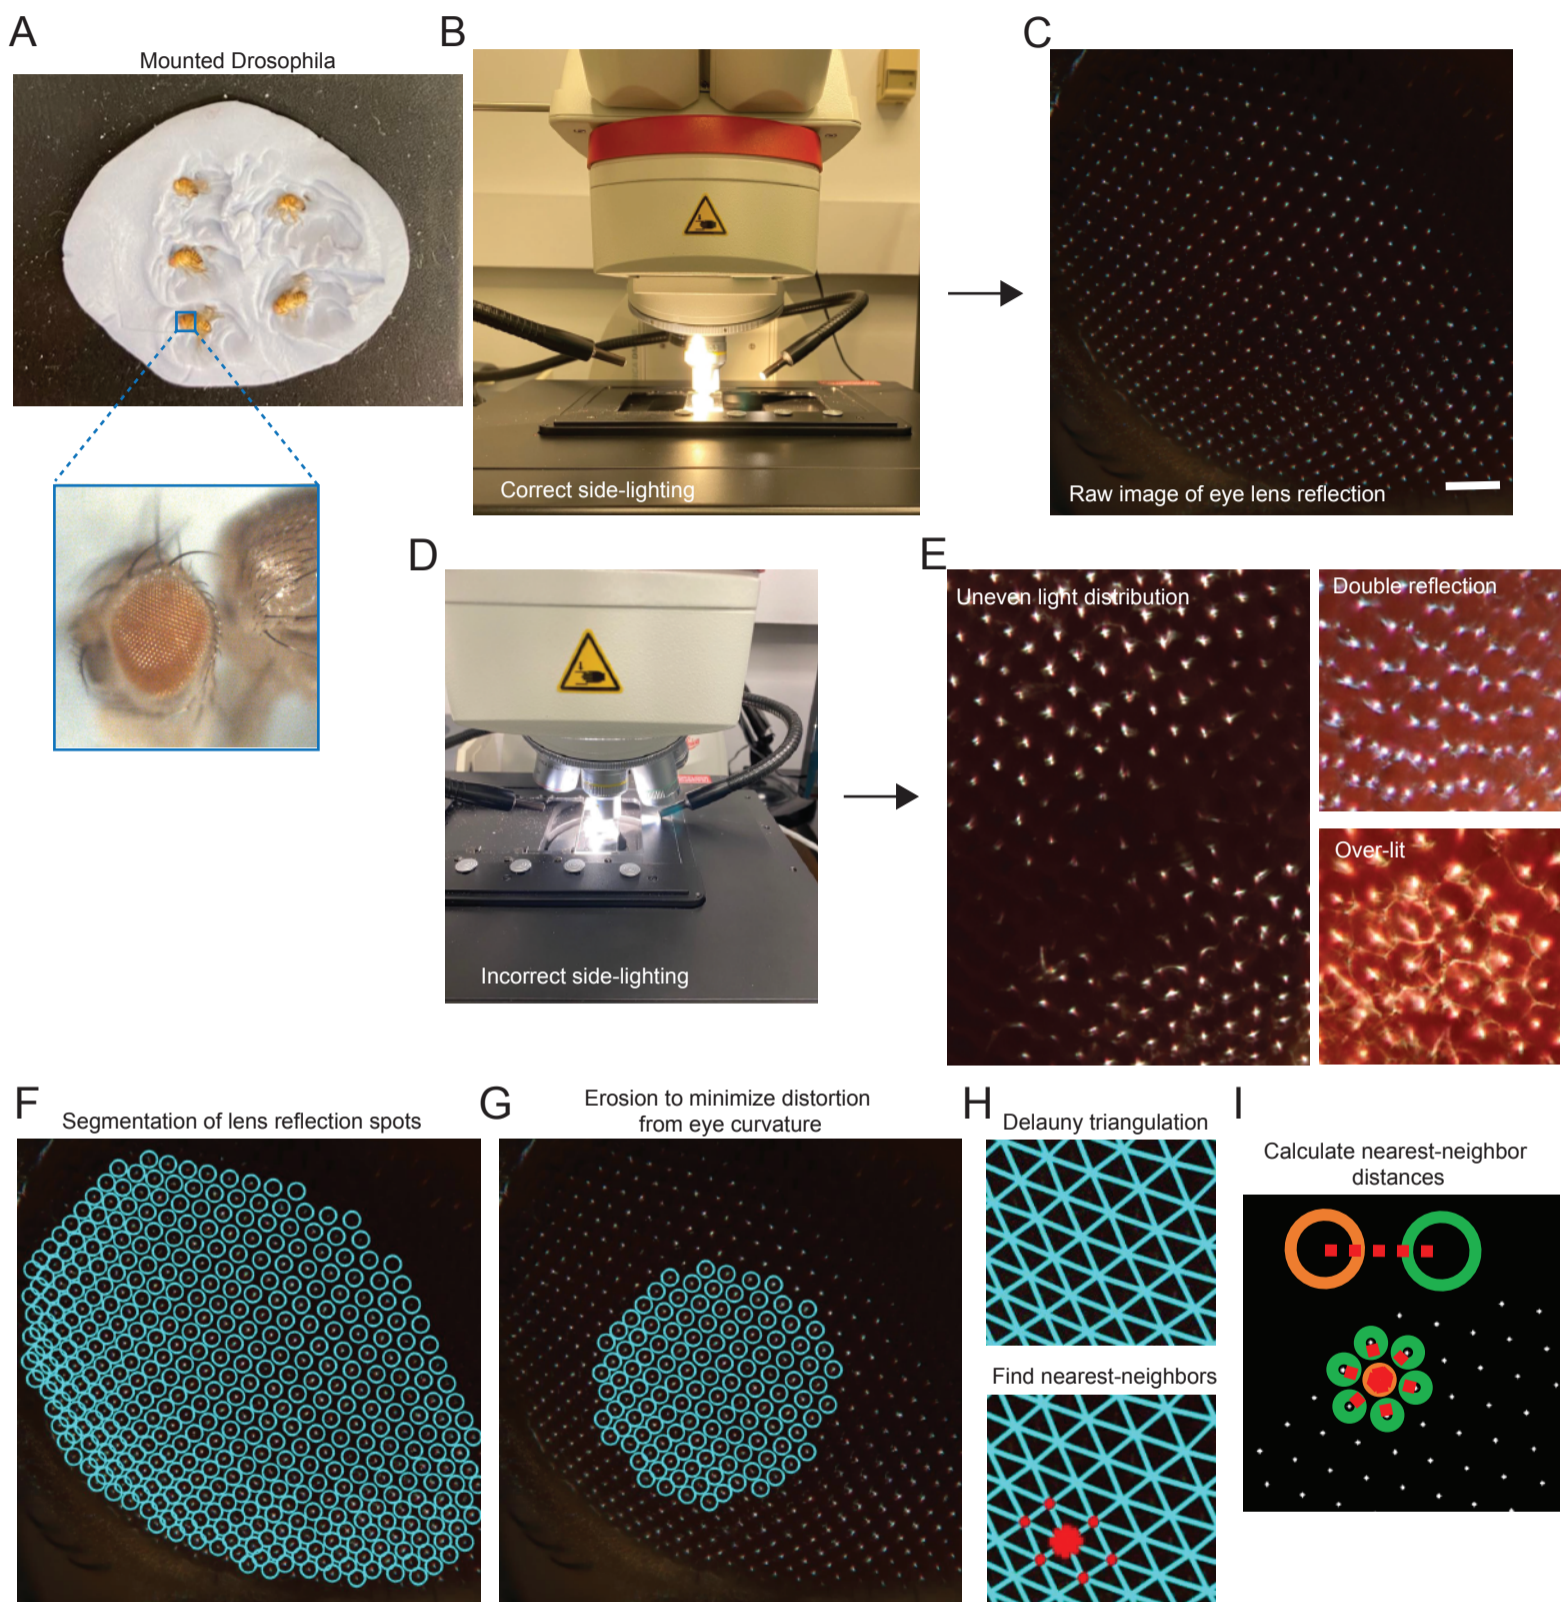 A
Mounted Drosophila
B
Correct side-lighting
C
Raw image of eye lens reflection
D
Incorrect side-lighting
E
Uneven light distribution
Double reflection
Over-lit
F
Segmentation of lens reflection spots
G
Erosion to minimize distortion
from eye curvature
H
Delauny triangulation
Find nearest-neighbors
I
Calculate nearest-neighbor
distances